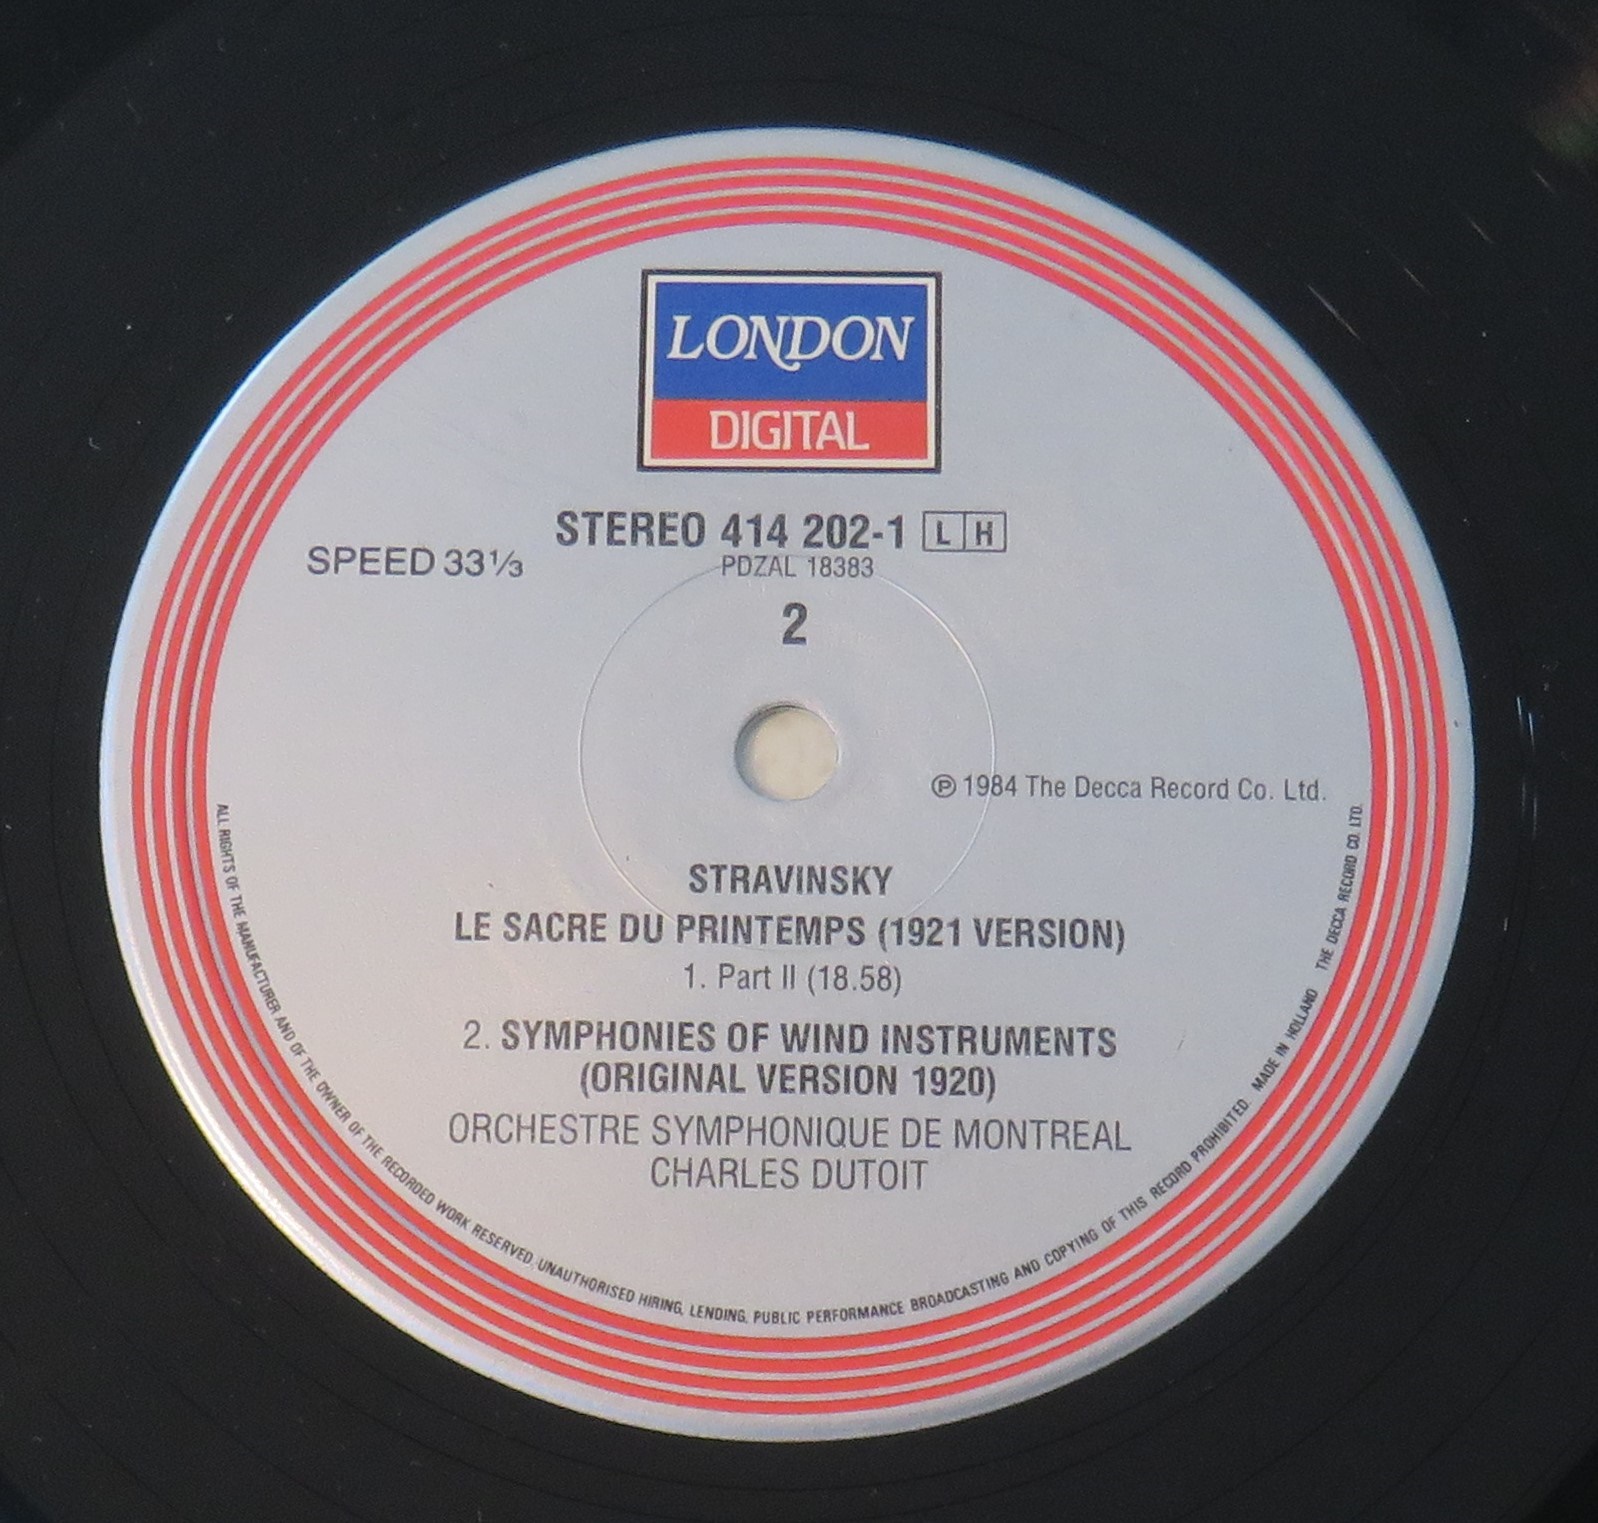 LONDON
DIGITAL
STEREO 414 202-1 L H
SPEED 33⅓
PDZAL 18383
2
℗ 1984 The Decca Record Co. Ltd.
STRAVINSKY
LE SACRE DU PRINTEMPS (1921 VERSION)
1. Part II (18.58)
2. SYMPHONIES OF WIND INSTRUMENTS
(ORIGINAL VERSION 1920)
ORCHESTRE SYMPHONIQUE DE MONTREAL
CHARLES DUTOIT
ALL RIGHTS OF THE MANUFACTURER AND OF THE OWNER OF THE RECORDED WORK RESERVED. UNAUTHORISED HIRING, LENDING, PUBLIC PERFORMANCE BROADCASTING AND COPYING OF THIS RECORD PROHIBITED. MADE IN HOLLAND THE DECCA RECORD CO. LTD.